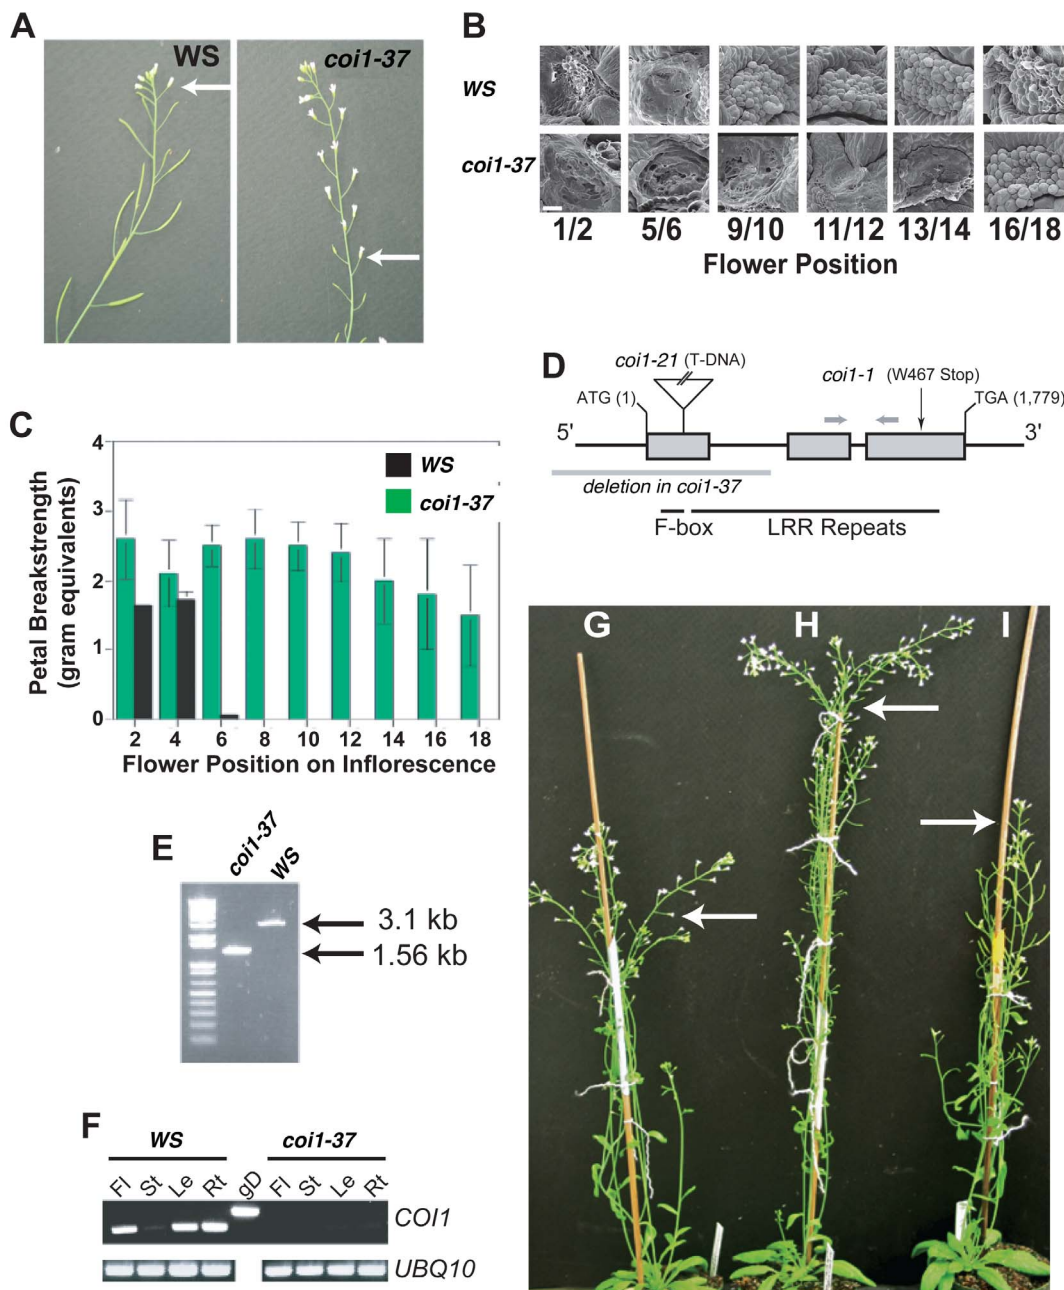 A
WS
coi1-37
B
WS
coi1-37
1/2 5/6 9/10 11/12 13/14 16/18
Flower Position
C
Petal Breakstrength
(gram equivalents)
4
3
2
1
0
WS
coi1-37
2 4 6 8 10 12 14 16 18
Flower Position on Inflorescence
D
coi1-21 (T-DNA)
coi1-1 (W467 Stop)
ATG (1)
TGA (1,779)
5' 3'
deletion in coi1-37
F-box LRR Repeats
E
coi1-37 WS
3.1 kb
1.56 kb
F
WS coi1-37
Fl St Le Rt gD Fl St Le Rt
COI1
UBQ10
G H I